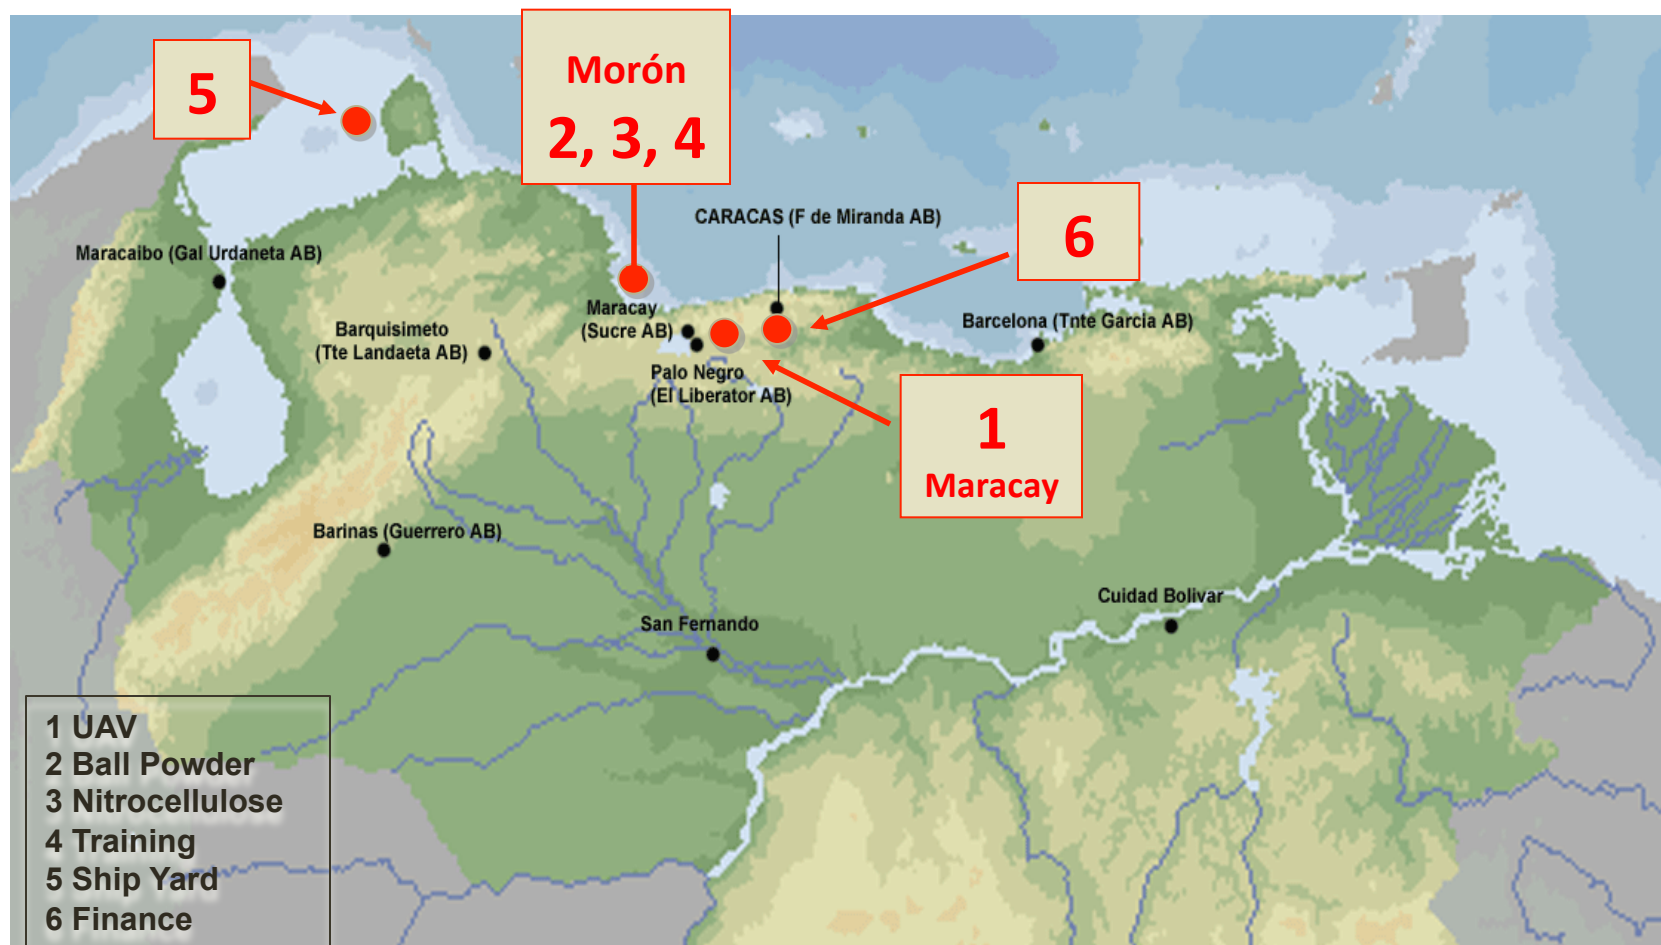 5
Morón
2, 3, 4
CARACAS (F de Miranda AB)
6
Maracaibo (Gal Urdaneta AB)
Maracay
(Sucre AB)
Barquisimeto
(Tte Landaeta AB)
Barcelona (Tnte Garcia AB)
Palo Negro
(El Liberator AB)
1
Maracay
Barinas (Guerrero AB)
Cuidad Bolivar
San Fernando
1 UAV
2 Ball Powder
3 Nitrocellulose
4 Training
5 Ship Yard
6 Finance